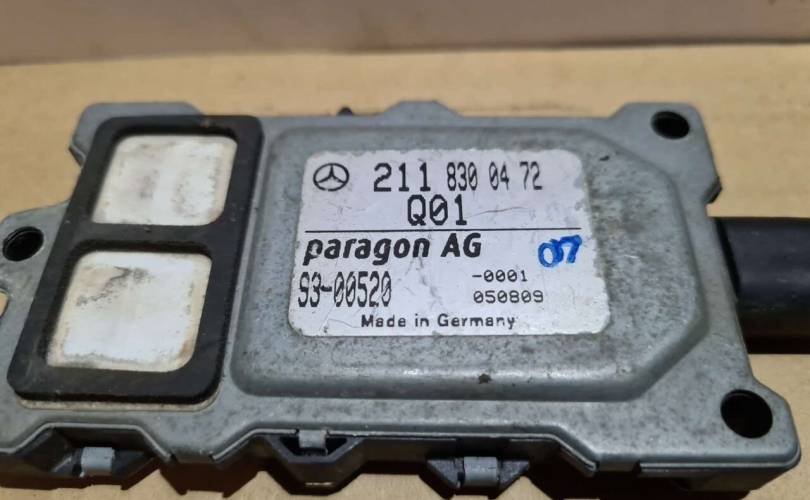 211 830 04 72
Q01
paragon AG
07
S3-00520
-0001
050809
Made in Germany